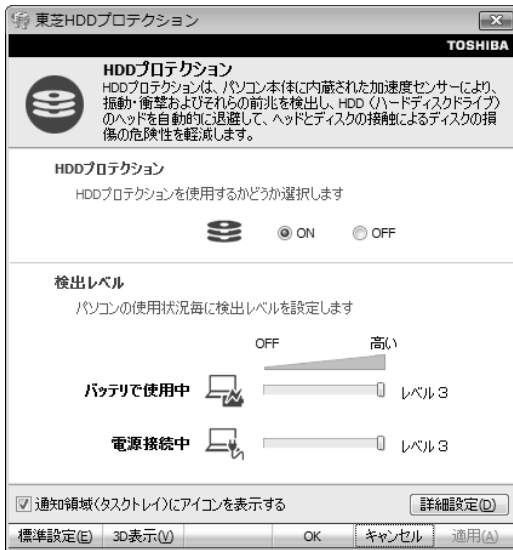 東芝HDDプロテクション
TOSHIBA
HDDプロテクション
HDDプロテクションは、パソコン本体に内蔵された加速度センサーにより、
振動・衝撃およびそれらの前兆を検出し、HDD（ハードディスクドライブ）
のヘッドを自動的に退避して、ヘッドとディスクの接触によるディスクの損
傷の危険性を軽減します。
HDDプロテクション
HDDプロテクションを使用するかどうか選択します
ON OFF
検出レベル
パソコンの使用状況毎に検出レベルを設定します
OFF 高い
バッテリで使用中 レベル 3
電源接続中 レベル 3
通知領域(タスクトレイ)にアイコンを表示する 詳細設定(D)
標準設定(E) 3D表示(V) OK キャンセル 適用(A)